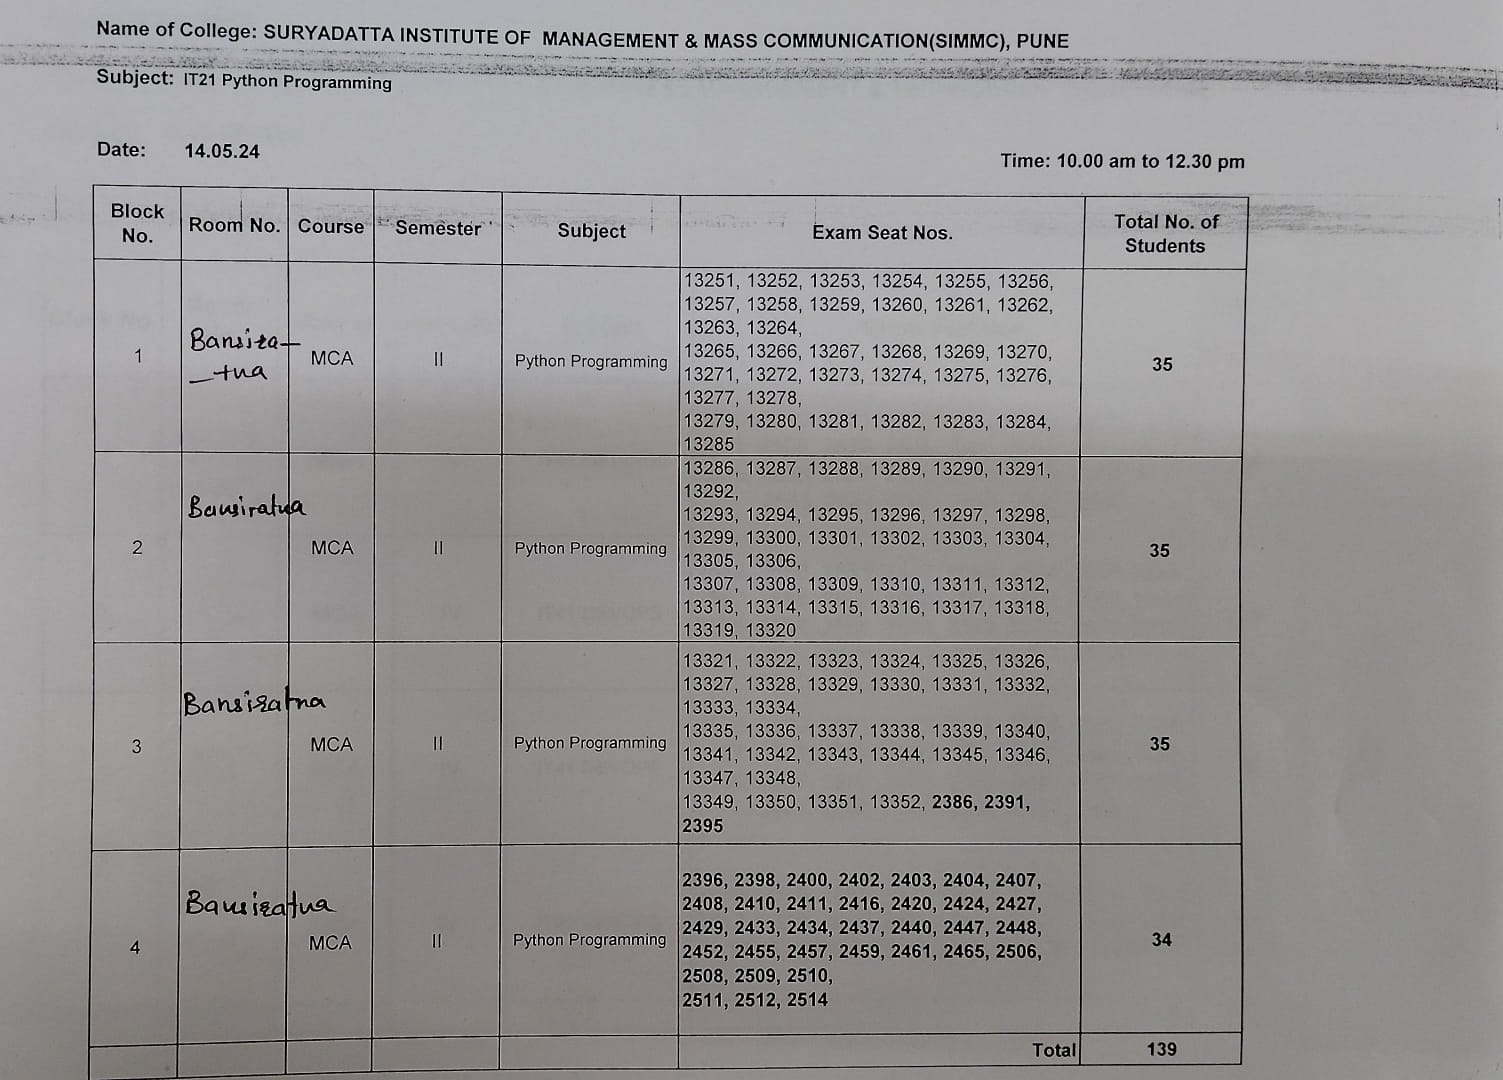 Name of College: SURYADATTA INSTITUTE OF MANAGEMENT & MASS COMMUNICATION(SIMMC), PUNE
Subject: IT21 Python Programming
Date: 14.05.24
Time: 10.00 am to 12.30 pm
Block No. Room No. Course Semester Subject Exam Seat Nos. Total No. of Students
1 Bansira-
-tna MCA II Python Programming 35
13251, 13252, 13253, 13254, 13255, 13256,
13257, 13258, 13259, 13260, 13261, 13262,
13263, 13264,
13265, 13266, 13267, 13268, 13269, 13270,
13271, 13272, 13273, 13274, 13275, 13276,
13277, 13278,
13279, 13280, 13281, 13282, 13283, 13284,
13285
2 Bansiratna MCA II Python Programming 35
13286, 13287, 13288, 13289, 13290, 13291,
13292,
13293, 13294, 13295, 13296, 13297, 13298,
13299, 13300, 13301, 13302, 13303, 13304,
13305, 13306,
13307, 13308, 13309, 13310, 13311, 13312,
13313, 13314, 13315, 13316, 13317, 13318,
13319, 13320
3 Bansiratna MCA II Python Programming 35
13321, 13322, 13323, 13324, 13325, 13326,
13327, 13328, 13329, 13330, 13331, 13332,
13333, 13334,
13335, 13336, 13337, 13338, 13339, 13340,
13341, 13342, 13343, 13344, 13345, 13346,
13347, 13348,
13349, 13350, 13351, 13352, 2386, 2391,
2395
4 Bansiratna MCA II Python Programming 34
2396, 2398, 2400, 2402, 2403, 2404, 2407,
2408, 2410, 2411, 2416, 2420, 2424, 2427,
2429, 2433, 2434, 2437, 2440, 2447, 2448,
2452, 2455, 2457, 2459, 2461, 2465, 2506,
2508, 2509, 2510,
2511, 2512, 2514
Total 139